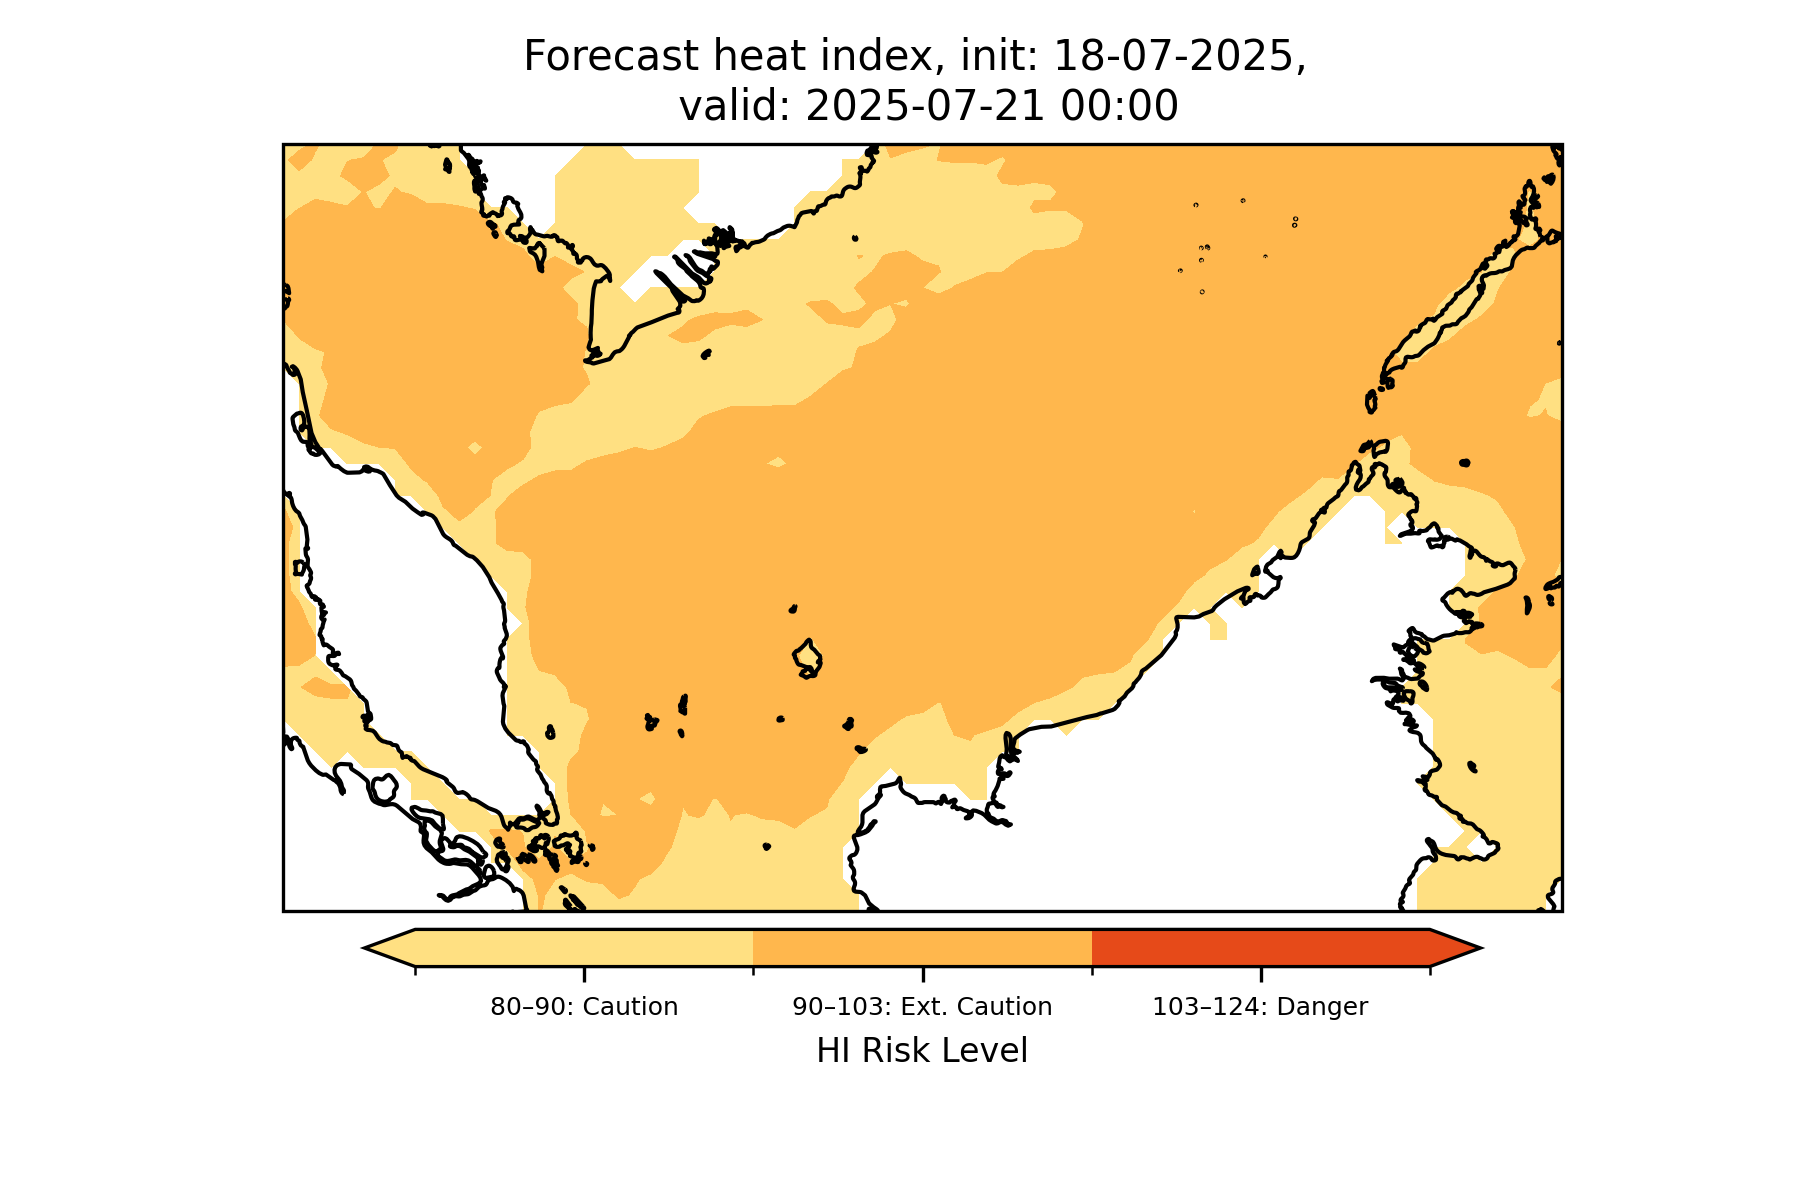 Forecast heat index, init: 18-07-2025,
valid: 2025-07-21 00:00
80–90: Caution
90–103: Ext. Caution
103–124: Danger
HI Risk Level